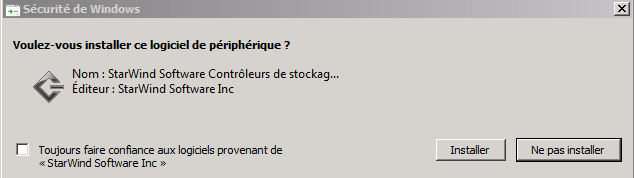 Sécurité de Windows
Voulez-vous installer ce logiciel de périphérique ?
Nom : StarWind Software Contrôleurs de stockag...
Éditeur : StarWind Software Inc
Toujours faire confiance aux logiciels provenant de
« StarWind Software Inc »
Installer
Ne pas installer